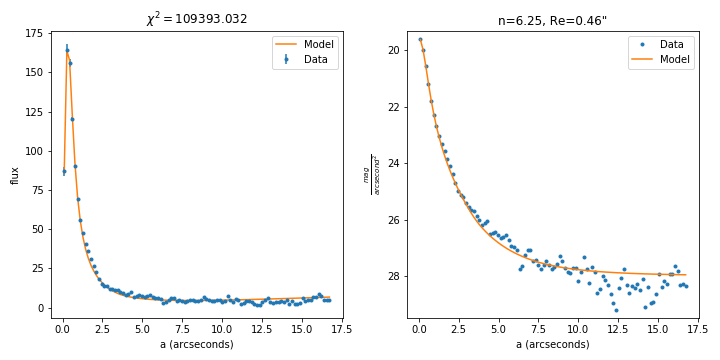 χ² = 109393.032
flux
175
150
125
100
75
50
25
0
0.0 2.5 5.0 7.5 10.0 12.5 15.0 17.5
a (arcseconds)
Model
Data
n=6.25, Re=0.46"
mag
arcsecond²
20
22
24
26
28
0.0 2.5 5.0 7.5 10.0 12.5 15.0 17.5
a (arcseconds)
Data
Model